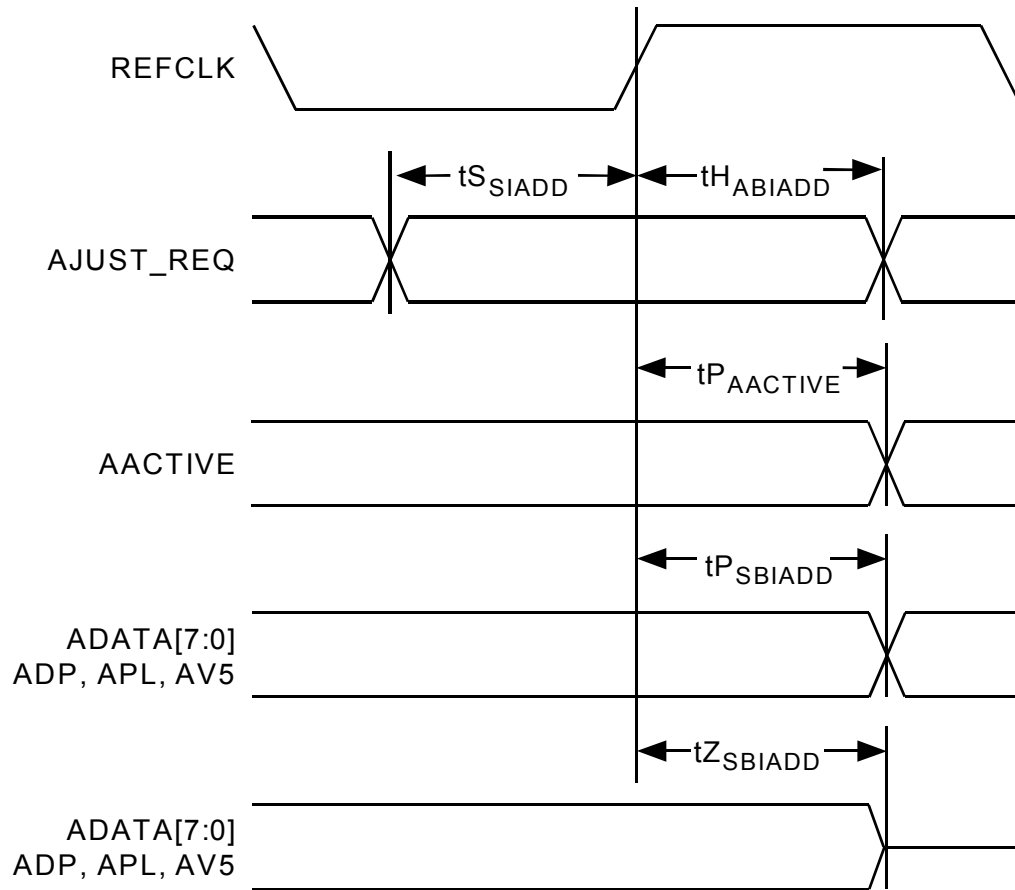 REFCLK
tSSIADD
tHABIADD
AJUST_REQ
tPAACTIVE
AACTIVE
tPSBIADD
ADATA[7:0]
ADP, APL, AV5
tZSBIADD
ADATA[7:0]
ADP, APL, AV5